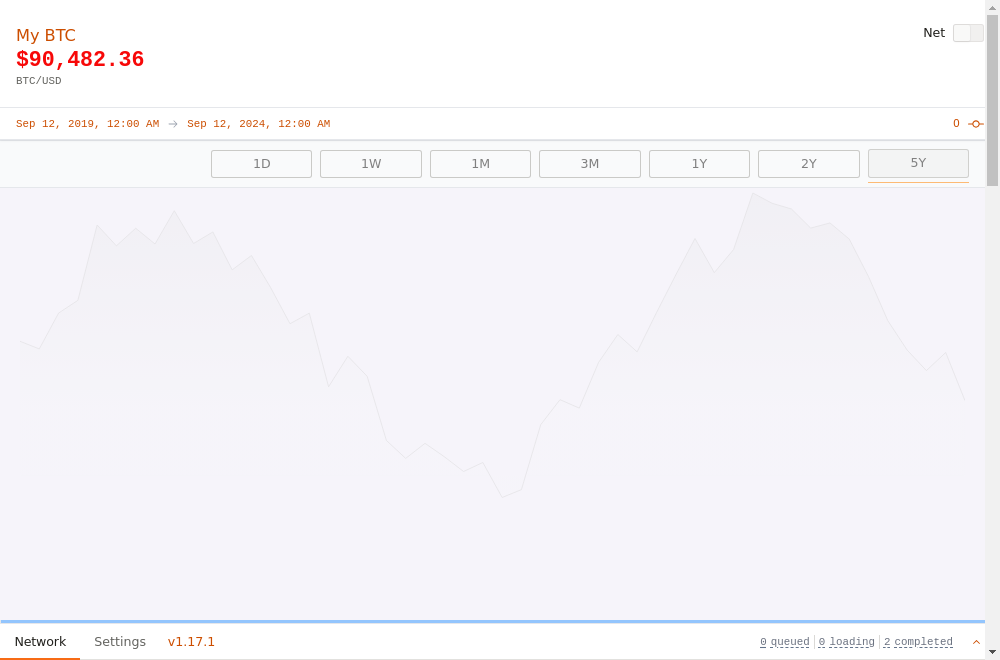 My BTC
Net
$90,482.36
BTC/USD
Sep 12, 2019, 12:00 AM → Sep 12, 2024, 12:00 AM
0
1D 1W 1M 3M 1Y 2Y 5Y
Network Settings v1.17.1 0 queued 0 loading 2 completed